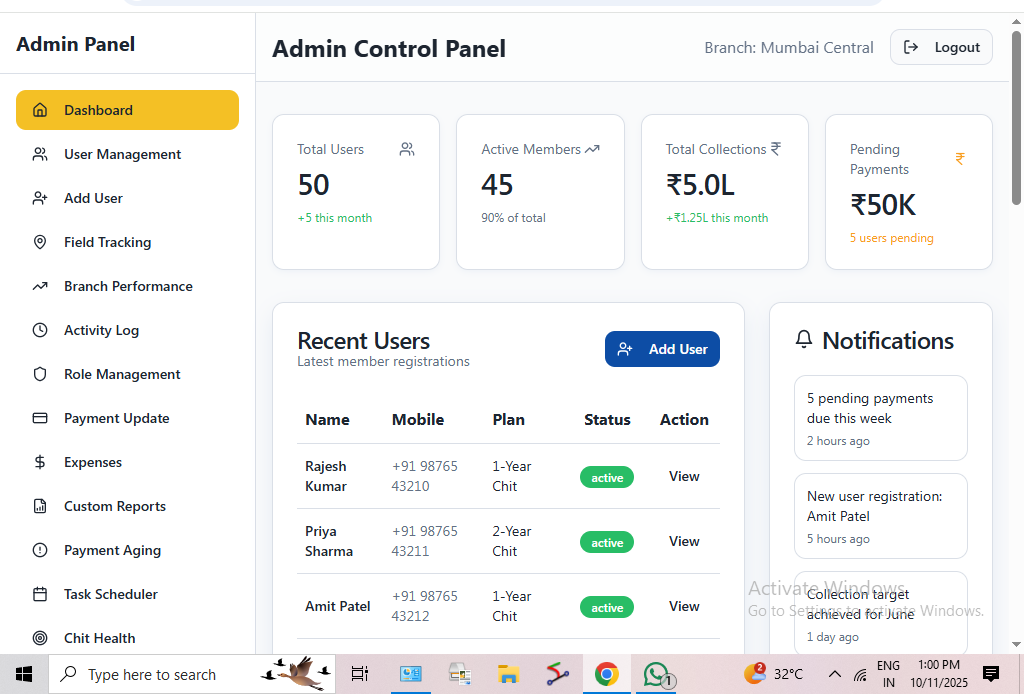 Admin Panel
Dashboard
User Management
Add User
Field Tracking
Branch Performance
Activity Log
Role Management
Payment Update
Expenses
Custom Reports
Payment Aging
Task Scheduler
Chit Health
Admin Control Panel
Branch: Mumbai Central
Logout
Total Users
50
+5 this month
Active Members
45
90% of total
Total Collections ₹
₹5.0L
+₹1.25L this month
Pending
Payments
₹
₹50K
5 users pending
Recent Users
Latest member registrations
Add User
Name Mobile Plan Status Action
Rajesh
Kumar
+91 98765
43210
1-Year
Chit
active
View
Priya
Sharma
+91 98765
43211
2-Year
Chit
active
View
Amit Patel
+91 98765
43212
1-Year
Chit
active
View
Notifications
5 pending payments
due this week
2 hours ago
New user registration:
Amit Patel
5 hours ago
Collection target
achieved for June
1 day ago
Activate Windows
Go to Settings to activate Windows.
Type here to search
1
2
32°C
ENG
IN
1:00 PM
10/11/2025